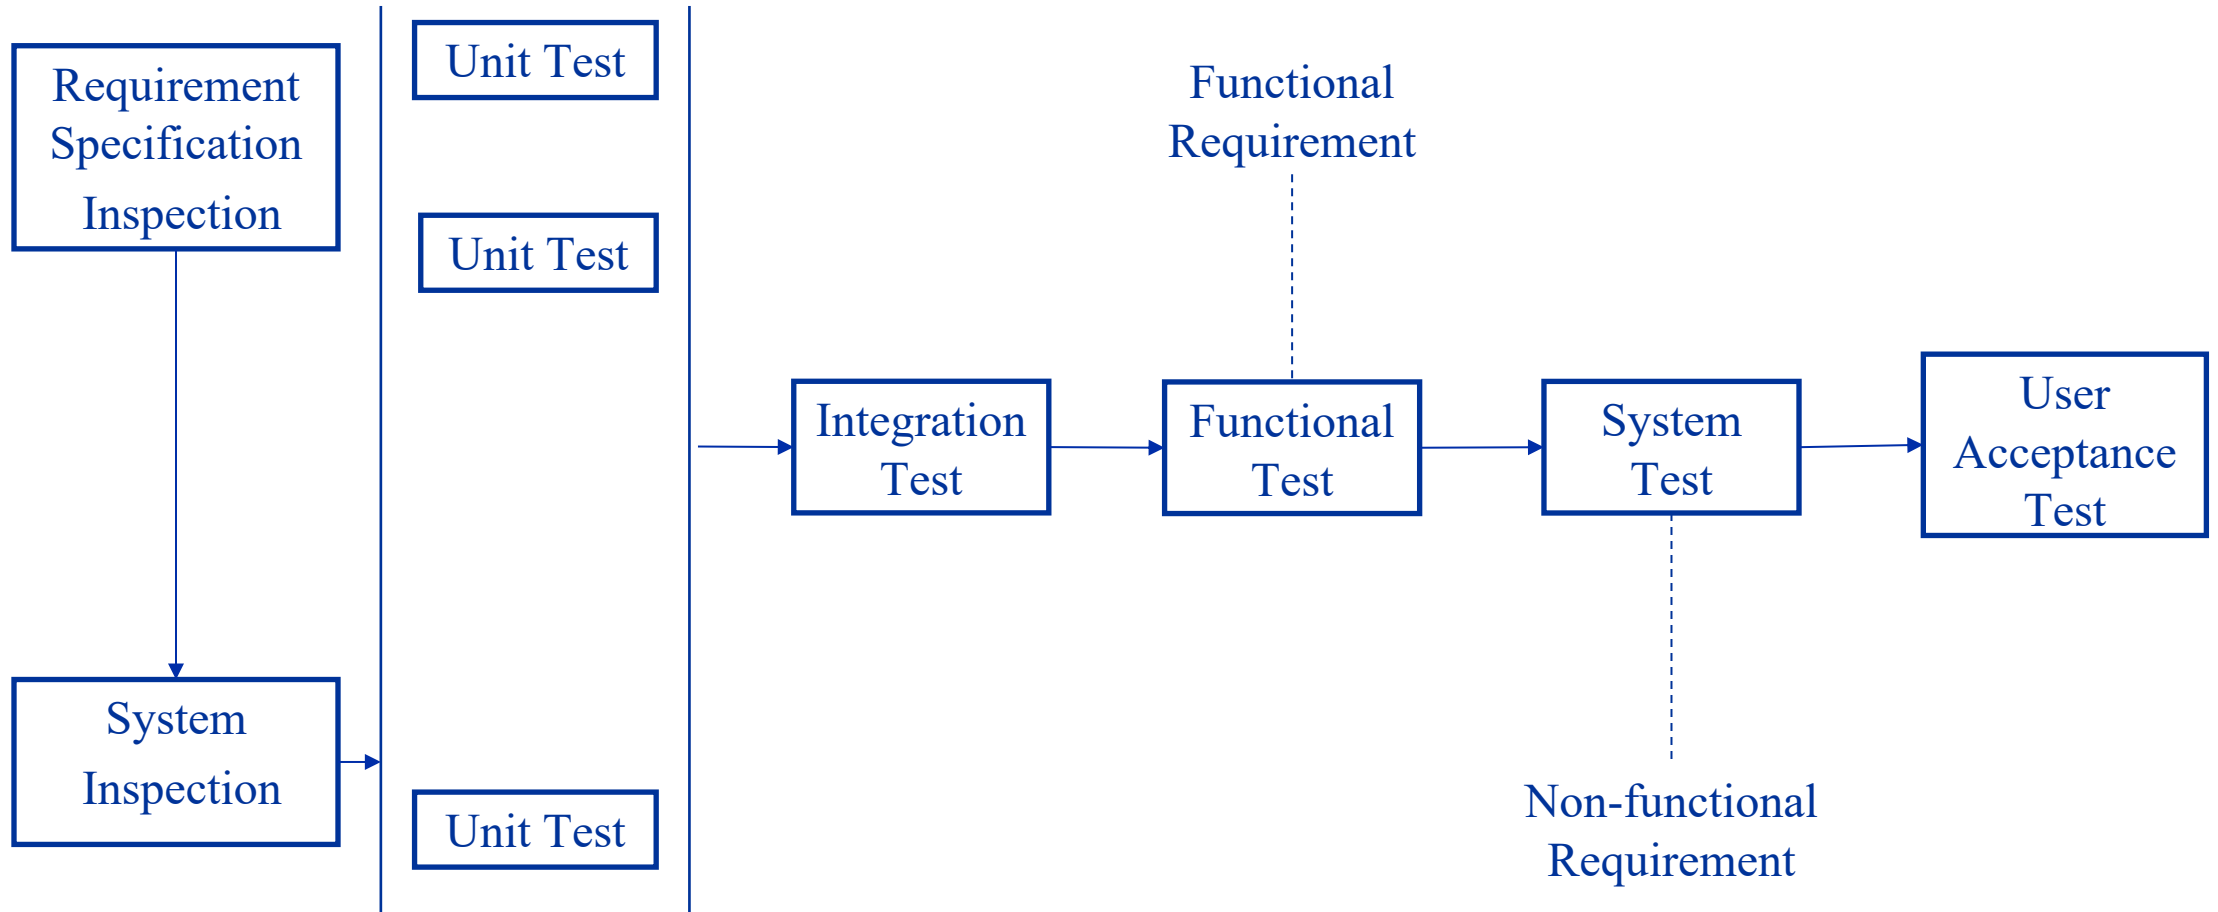 Requirement
Specification
Inspection
System
Inspection
Unit Test
Unit Test
Unit Test
Integration
Test
Functional
Requirement
Functional
Test
System
Test
Non-functional
Requirement
User
Acceptance
Test